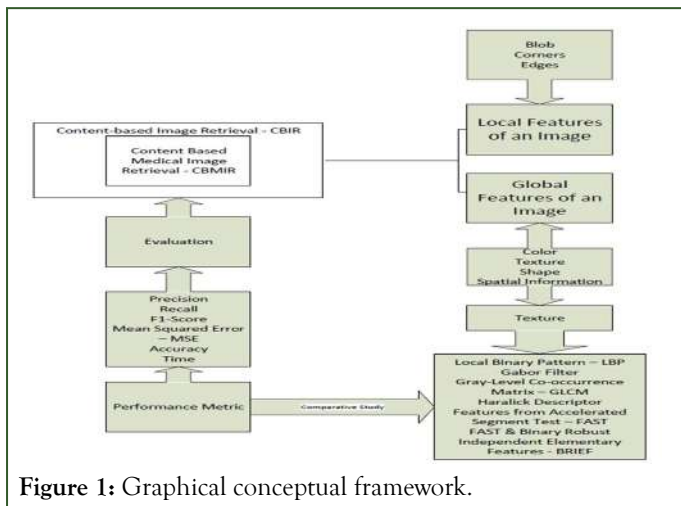 Blob
Corners
Edges
Local Features
of an Image
Content-based Image Retrieval - CBIR
Content Based
Medical Image
Retrieval - CBMIR
Global
Features of an
Image
Evaluation
Color
Texture
Shape
Spatial Information
Precision
Recall
F1-Score
Mean Squared Error
– MSE
Accuracy
Time
Texture
Performance Metric
Comparative Study
Local Binary Pattern – LBP
Gabor Filter
Gray-Level Co-occurrence
Matrix – GLCM
Haralick Descriptor
Features from Accelerated
Segment Test – FAST
FAST & Binary Robust
Independent Elementary
Features - BRIEF
Figure 1: Graphical conceptual framework.